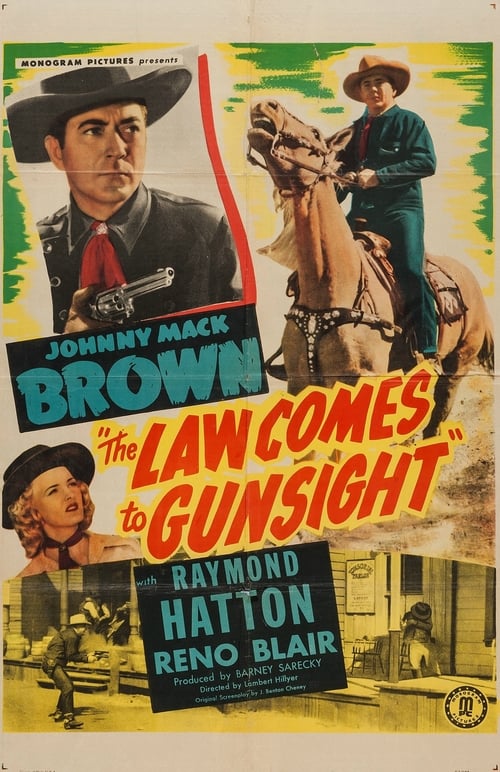 MONOGRAM PICTURES presents
JOHNNY MACK
BROWN
"The
LAW COMES
to GUNSIGHT"
with RAYMOND
HATTON
RENO BLAIR
Produced by BARNEY SARECKY
Directed by Lambert Hillyer
Original Screenplay by J. Benton Cheney